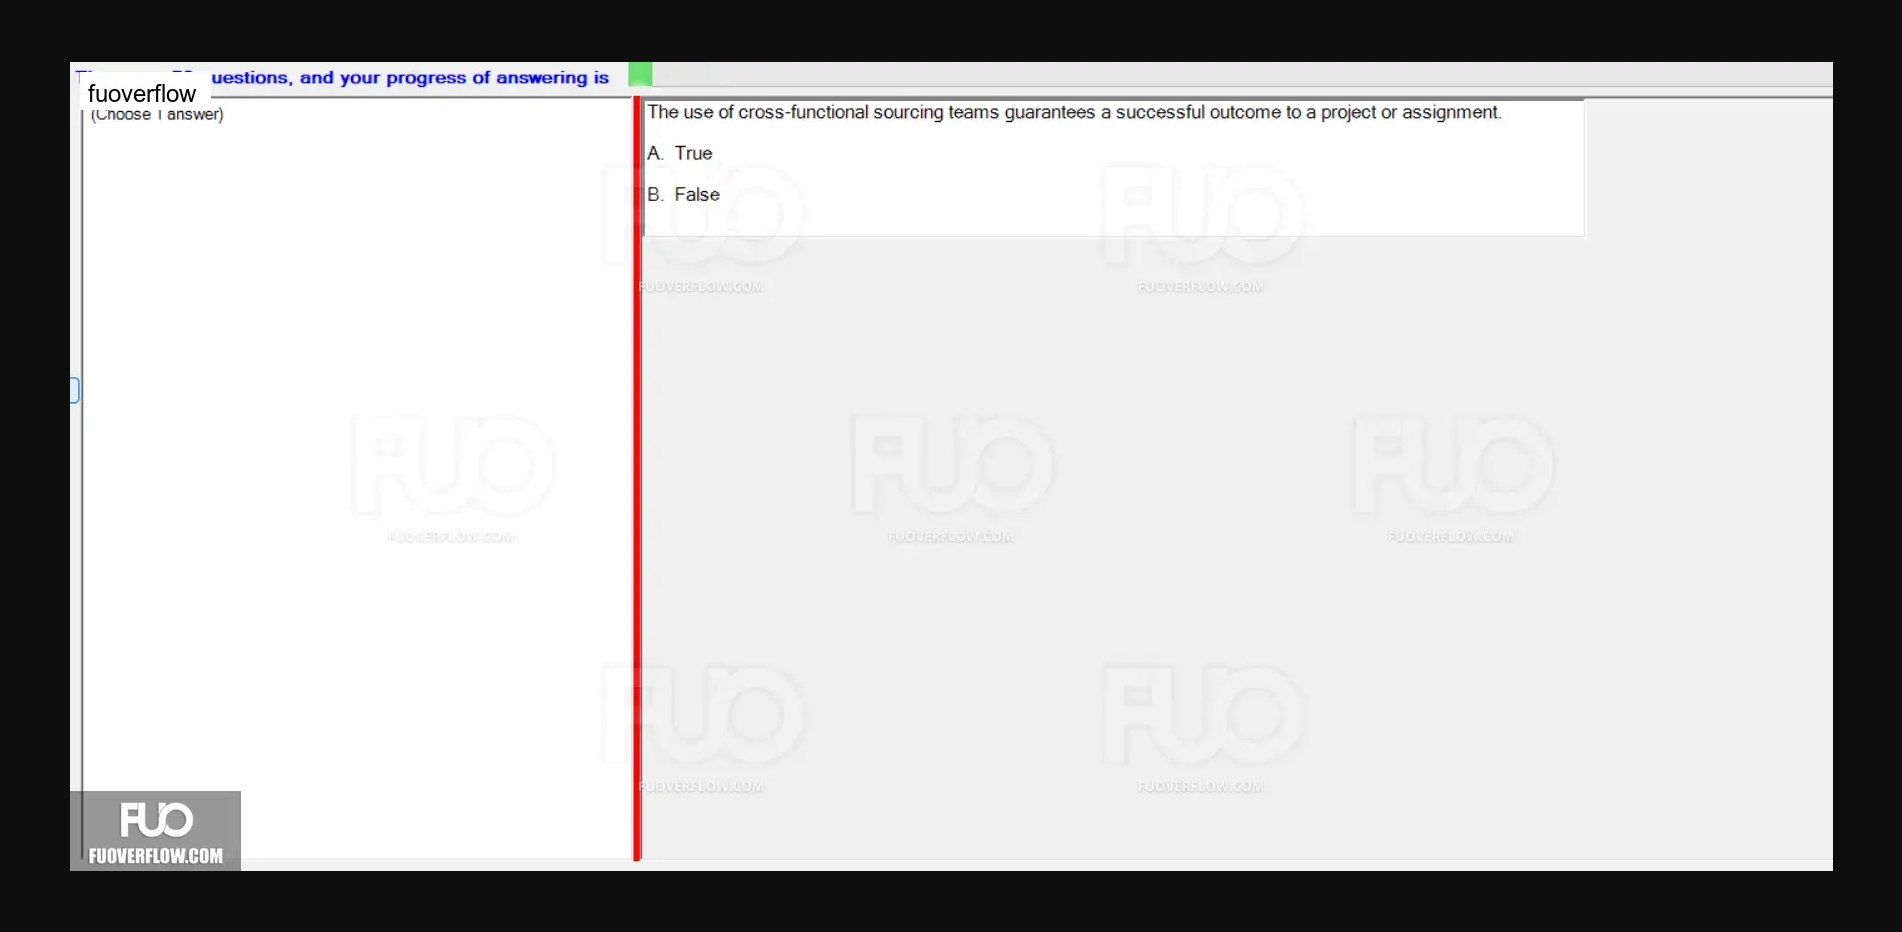 uestions, and your progress of answering is
fuoverflow
(Choose 1 answer)
The use of cross-functional sourcing teams guarantees a successful outcome to a project or assignment.
A. True
B. False
FUO
FUOVERFLOW.COM
FUO
FUOVERFLOW.COM
FUO
FUOVERFLOW.COM
FUO
FUOVERFLOW.COM
FUO
FUOVERFLOW.COM
FUO
FUOVERFLOW.COM
FUO
FUOVERFLOW.COM
FUO
FUOVERFLOW.COM